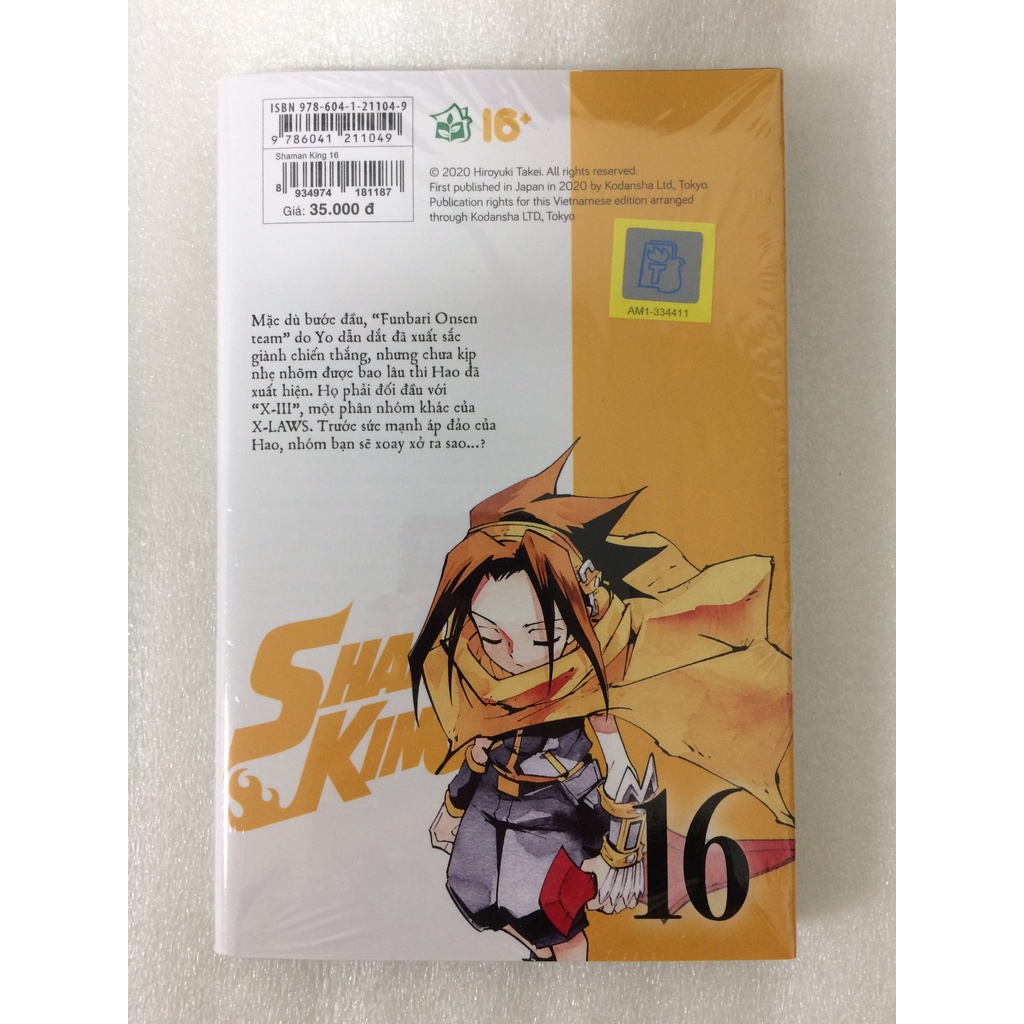 ISBN 978-604-1-21104-9
9 786041 211049
Shaman King 16
8 934974 181187
Giá: 35.000 đ
16+
© 2020 Hiroyuki Takei. All rights reserved.
First published in Japan in 2020 by Kodansha Ltd., Tokyo.
Publication rights for this Vietnamese edition arranged
through Kodansha LTD., Tokyo
T
AM1-334411
Mặc dù bước đầu, “Funbari Onsen
team” do Yo dẫn dắt đã xuất sắc
giành chiến thắng, nhưng chưa kịp
nhẹ nhõm được bao lâu thì Hao đã
xuất hiện. Họ phải đối đầu với
“X-III”, một phân nhóm khác của
X-LAWS. Trước sức mạnh áp đảo của
Hao, nhóm bạn sẽ xoay xở ra sao...?
SHA
KING
16